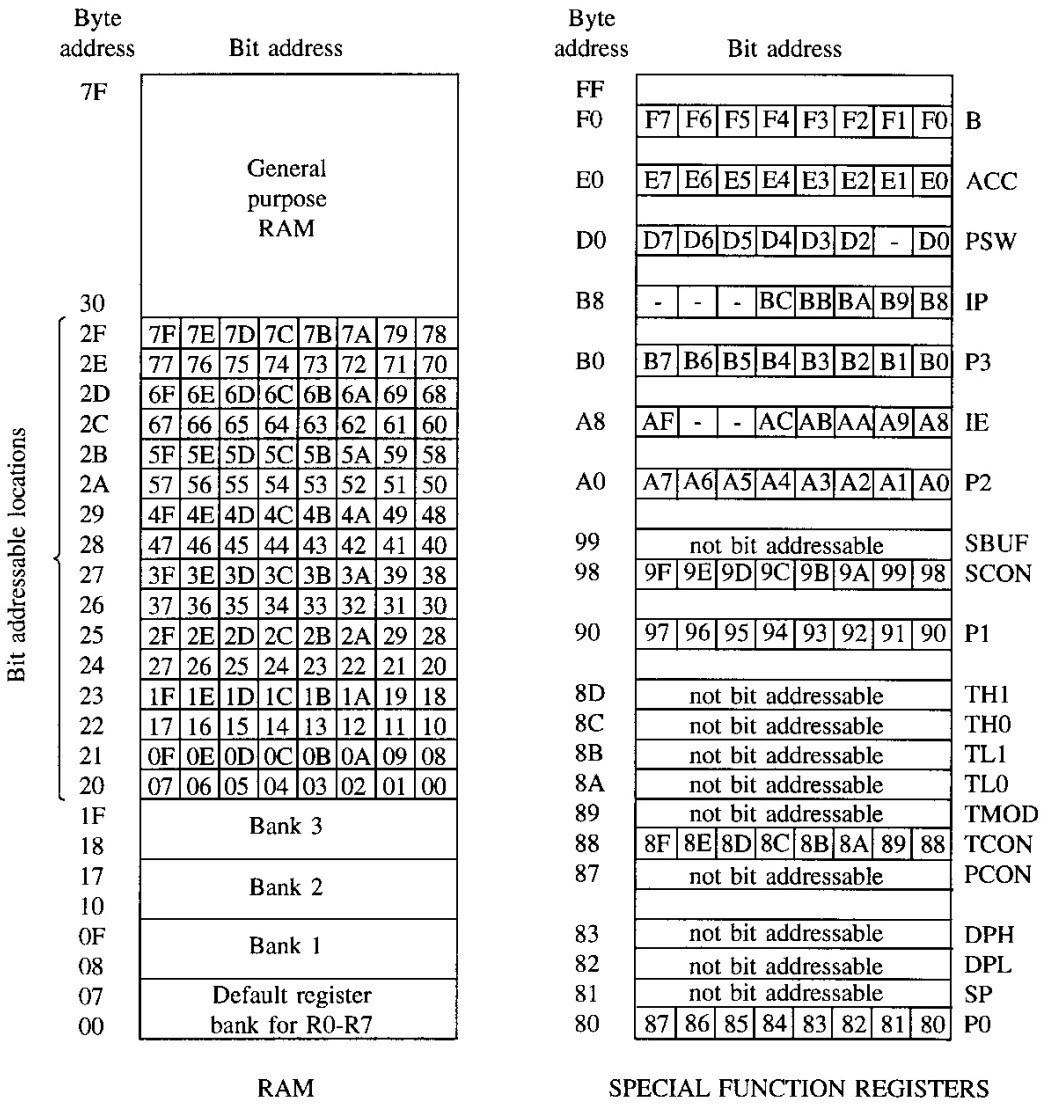 Byte address Bit address
7F
General purpose RAM
30
Bit addressable locations
2F 7F 7E 7D 7C 7B 7A 79 78
2E 77 76 75 74 73 72 71 70
2D 6F 6E 6D 6C 6B 6A 69 68
2C 67 66 65 64 63 62 61 60
2B 5F 5E 5D 5C 5B 5A 59 58
2A 57 56 55 54 53 52 51 50
29 4F 4E 4D 4C 4B 4A 49 48
28 47 46 45 44 43 42 41 40
27 3F 3E 3D 3C 3B 3A 39 38
26 37 36 35 34 33 32 31 30
25 2F 2E 2D 2C 2B 2A 29 28
24 27 26 25 24 23 22 21 20
23 1F 1E 1D 1C 1B 1A 19 18
22 17 16 15 14 13 12 11 10
21 0F 0E 0D 0C 0B 0A 09 08
20 07 06 05 04 03 02 01 00
1F
Bank 3
18
17
Bank 2
10
0F
Bank 1
08
07 Default register
00 bank for R0-R7
RAM
Byte address Bit address
FF
F0 F7 F6 F5 F4 F3 F2 F1 F0 B
E0 E7 E6 E5 E4 E3 E2 E1 E0 ACC
D0 D7 D6 D5 D4 D3 D2 - D0 PSW
B8 - - - BC BB BA B9 B8 IP
B0 B7 B6 B5 B4 B3 B2 B1 B0 P3
A8 AF - - AC AB AA A9 A8 IE
A0 A7 A6 A5 A4 A3 A2 A1 A0 P2
99 not bit addressable SBUF
98 9F 9E 9D 9C 9B 9A 99 98 SCON
90 97 96 95 94 93 92 91 90 P1
8D not bit addressable TH1
8C not bit addressable TH0
8B not bit addressable TL1
8A not bit addressable TL0
89 not bit addressable TMOD
88 8F 8E 8D 8C 8B 8A 89 88 TCON
87 not bit addressable PCON
83 not bit addressable DPH
82 not bit addressable DPL
81 not bit addressable SP
80 87 86 85 84 83 82 81 80 P0
SPECIAL FUNCTION REGISTERS